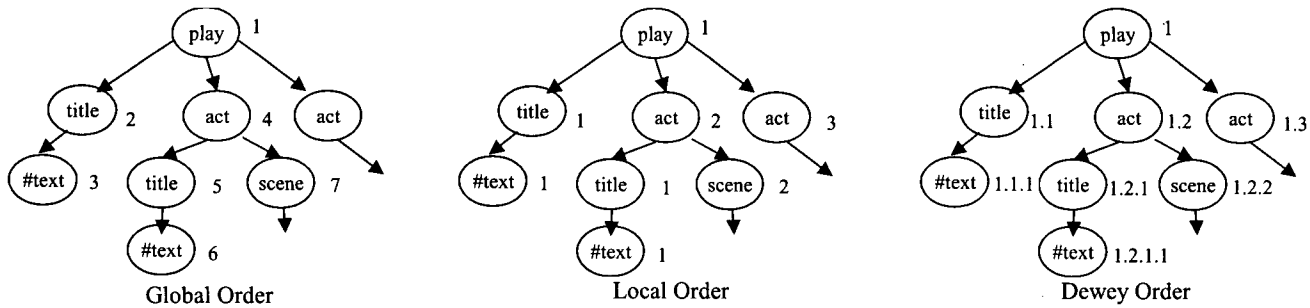 play 1
title 2
act 4
act
#text 3
title 5
scene 7
#text 6
Global Order
play 1
title 1
act 2
act 3
#text 1
title 1
scene 2
#text 1
Local Order
play 1
title 1.1
act 1.2
act 1.3
#text 1.1.1
title 1.2.1
scene 1.2.2
#text 1.2.1.1
Dewey Order